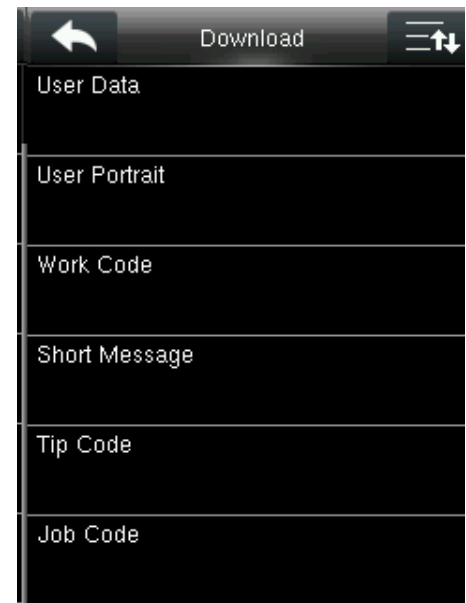 Download
User Data
User Portrait
Work Code
Short Message
Tip Code
Job Code